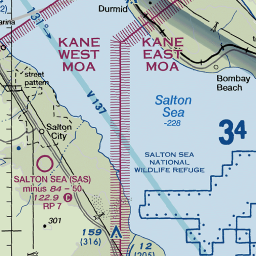 Durmid
KANE
WEST
MOA
KANE
EAST
MOA
Bombay
Beach
street
pattern
V 137
Salton
Sea
-228
34
Salton
City
SALTON SEA
NATIONAL
WILDLIFE REFUGE
SALTON SEA (SAS)
minus 84 - 50
122.9 C
RP 7
301
159
(316)
12
(205)